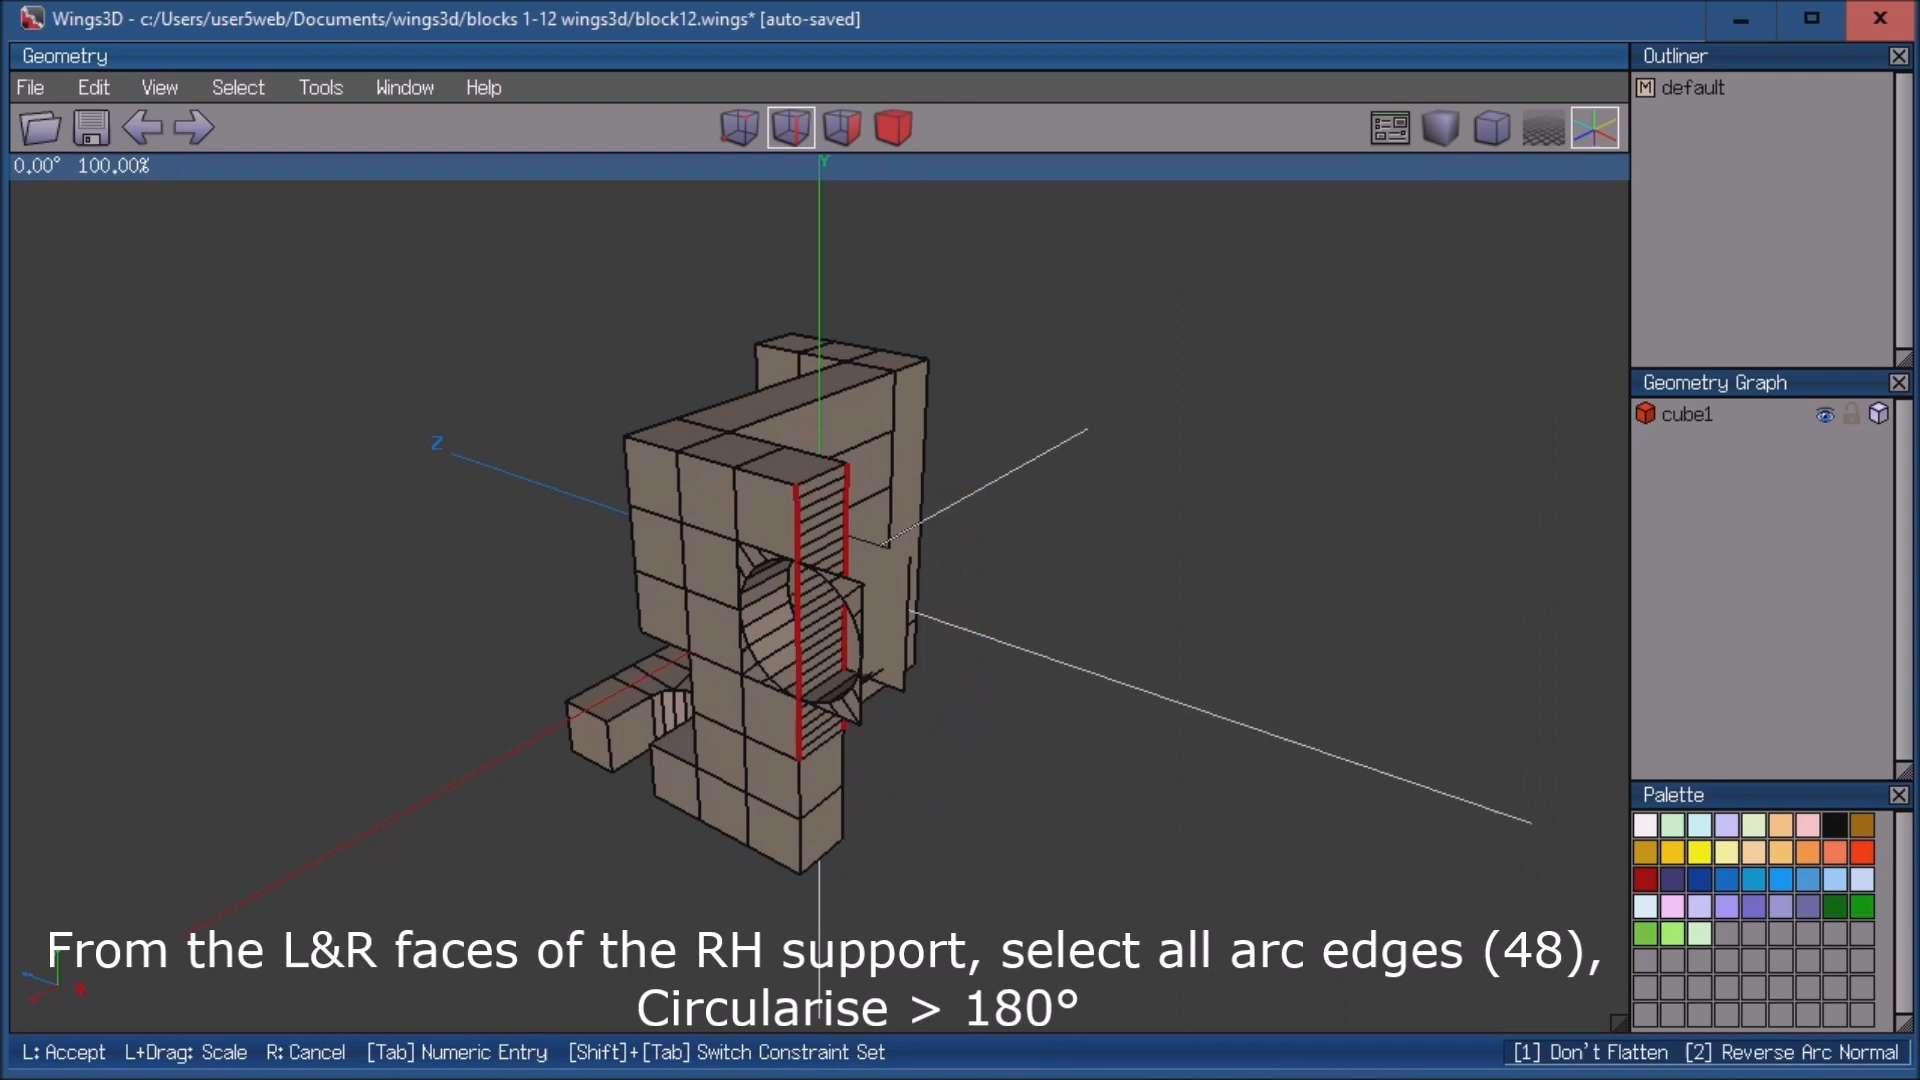 Wings3D - c:/Users/user5web/Documents/wings3d/blocks 1-12 wings3d/block12.wings* [auto-saved]
Geometry
File Edit View Select Tools Window Help
0.00° 100.00%
Y
Z
X
Outliner
M default
Geometry Graph
cube1
Palette
From the L&R faces of the RH support, select all arc edges (48),
Circularise > 180°
L: Accept L+Drag: Scale R: Cancel [Tab] Numeric Entry [Shift]+[Tab] Switch Constraint Set
[1] Don't Flatten [2] Reverse Arc Normal